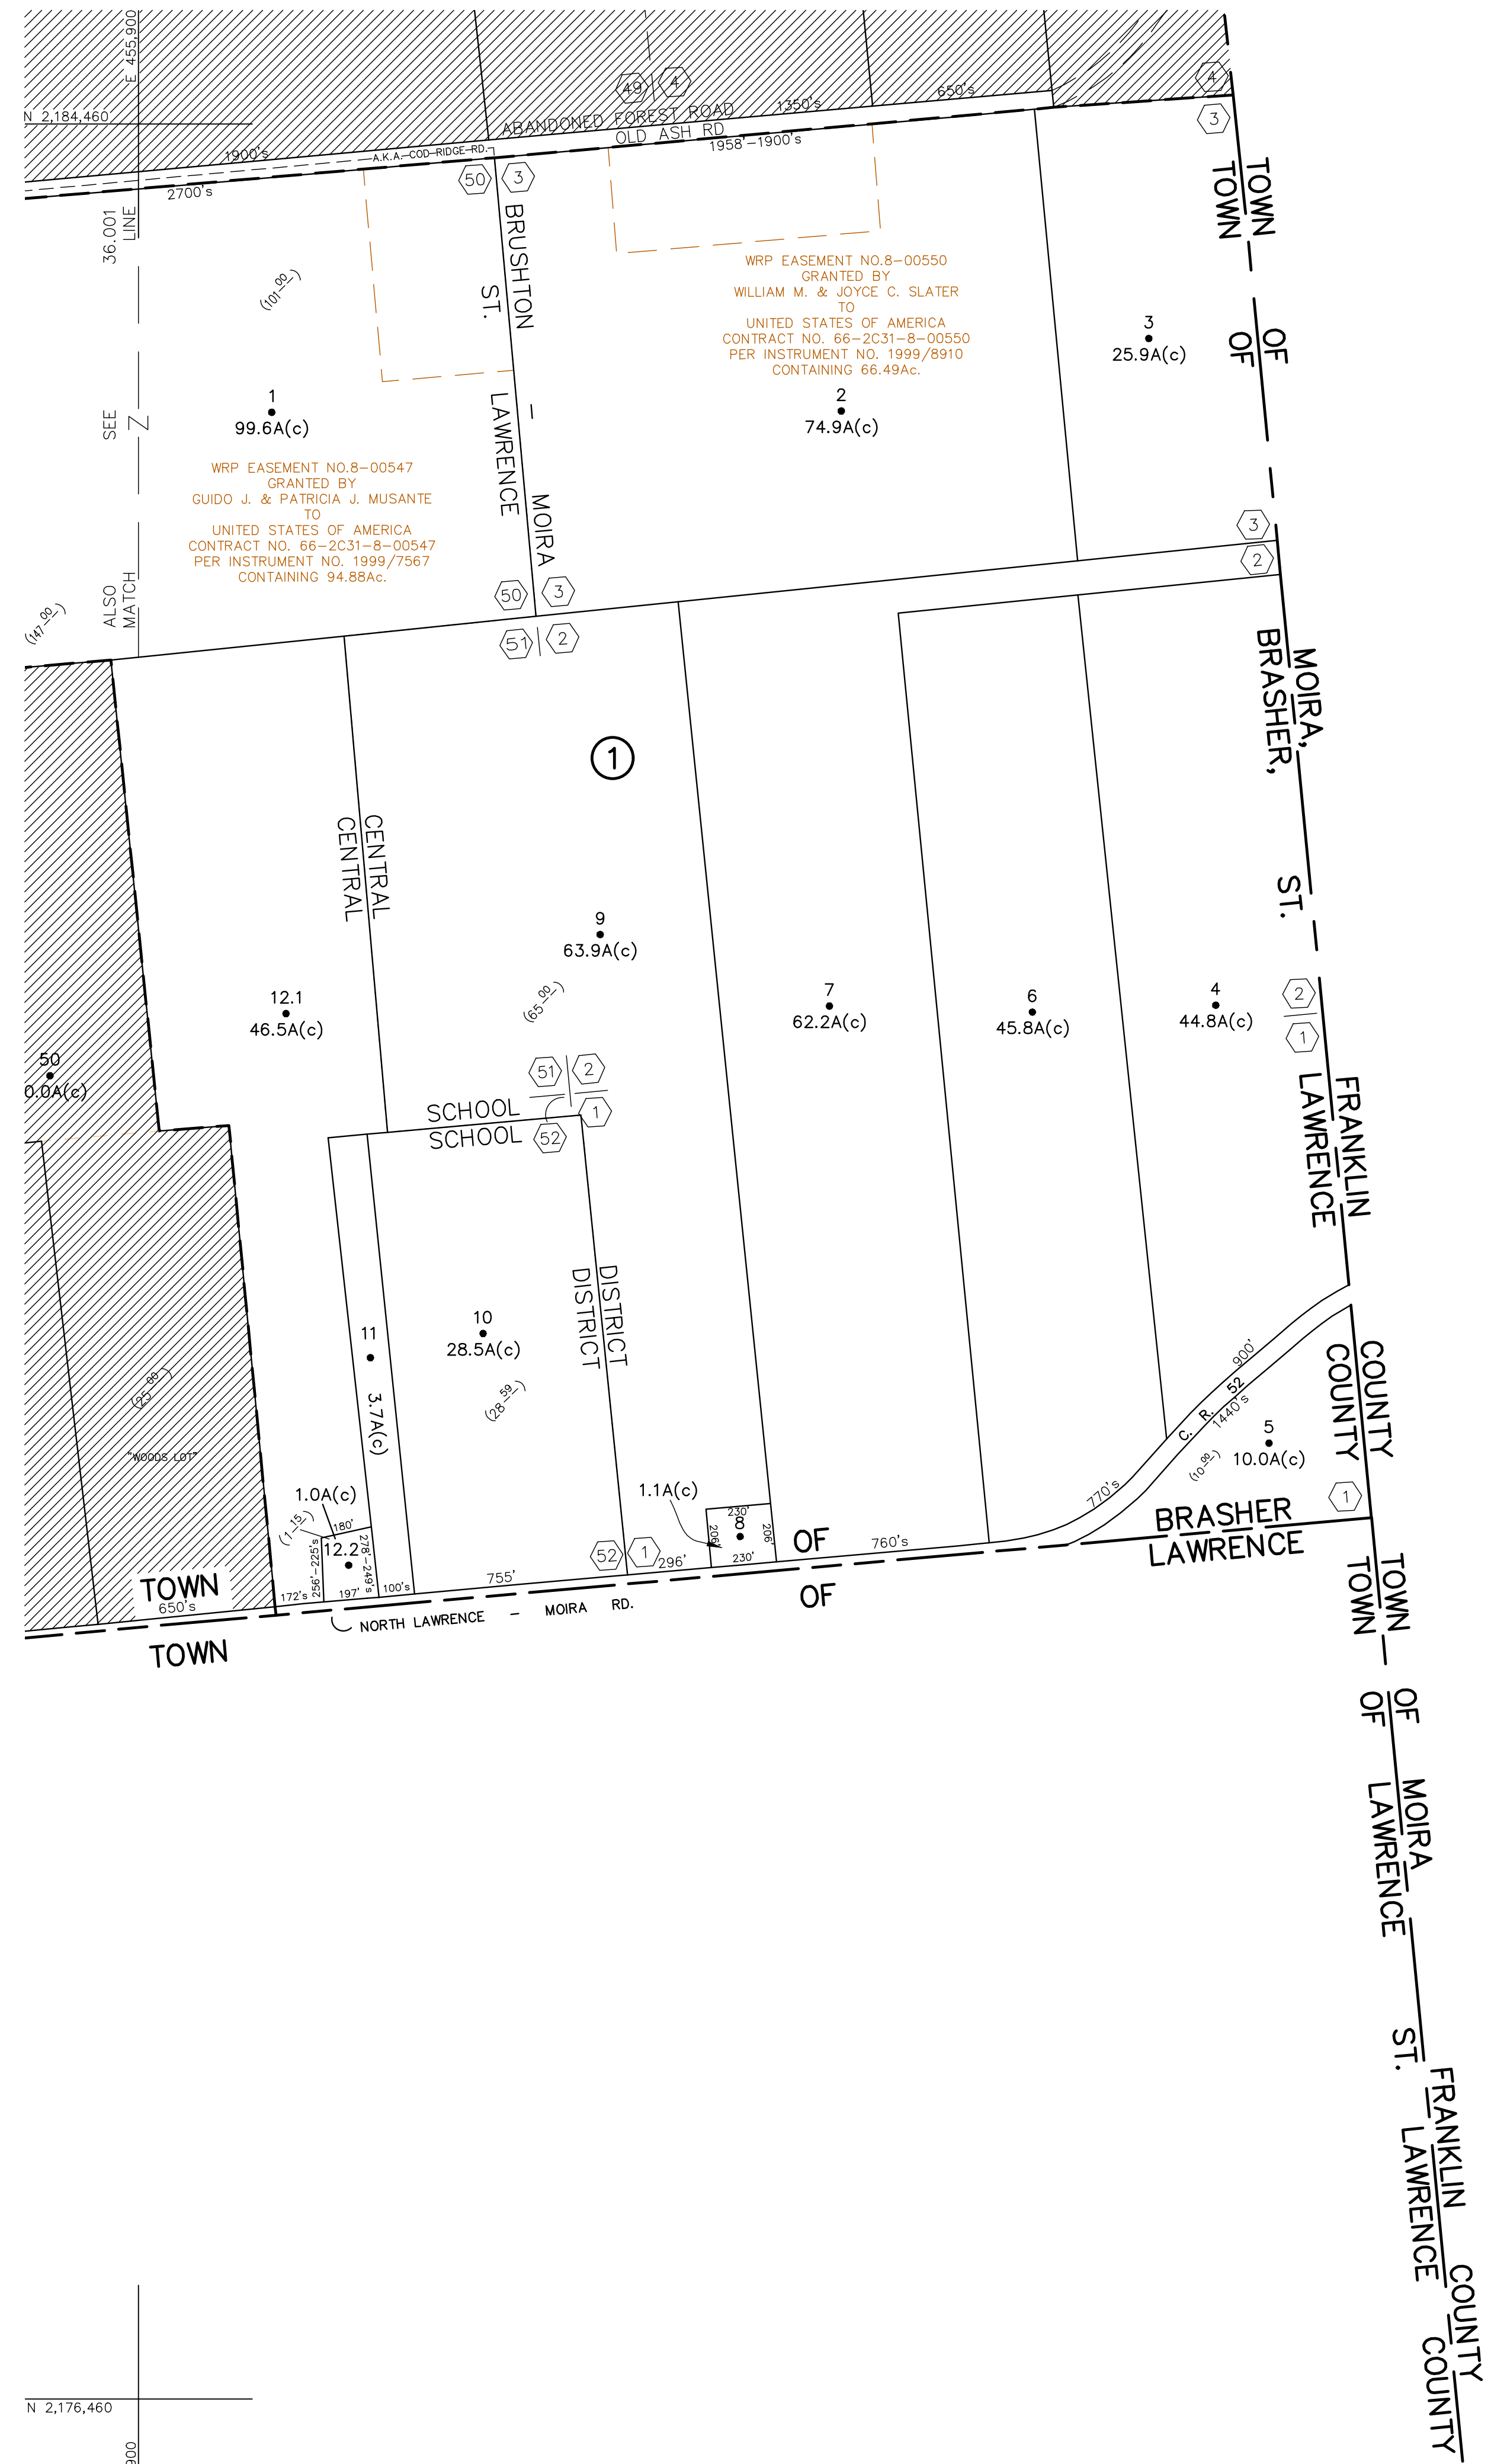 E 455,900
N 2,184,460
49
4
4
3
ABANDONED FOREST ROAD
1350's
650's
OLD ASH RD
1958'-1900's
1900's
A.K.A. COD RIDGE RD.
2700's
50
3
36.001
LINE
SEE
Z
ALSO
MATCH
(101.00)
BRUSHTON
ST.
LAWRENCE
-
MOIRA
WRP EASEMENT NO.8-00550
GRANTED BY
WILLIAM M. & JOYCE C. SLATER
TO
UNITED STATES OF AMERICA
CONTRACT NO. 66-2C31-8-00550
PER INSTRUMENT NO. 1999/8910
CONTAINING 66.49Ac.
2
74.9A(c)
3
25.9A(c)
TOWN
TOWN
OF
OF
1
99.6A(c)
WRP EASEMENT NO.8-00547
GRANTED BY
GUIDO J. & PATRICIA J. MUSANTE
TO
UNITED STATES OF AMERICA
CONTRACT NO. 66-2C31-8-00547
PER INSTRUMENT NO. 1999/7567
CONTAINING 94.88Ac.
(147.00)
50
3
51
2
3
2
MOIRA,
BRASHER,
1
CENTRAL
CENTRAL
ST.
9
63.9A(c)
(65.00)
12.1
46.5A(c)
7
62.2A(c)
6
45.8A(c)
4
44.8A(c)
2
1
50
0.0A(c)
51
2
1
52
SCHOOL
SCHOOL
FRANKLIN
LAWRENCE
DISTRICT
DISTRICT
10
28.5A(c)
(28.59)
11
3.7A(c)
(25.00)
"WOODS LOT"
900'
C. R. 52
1440's
770's
5
10.0A(c)
(10.00)
COUNTY
COUNTY
1
1.0A(c)
(1.15)
180'
12.2
256'-225's
278'-249's
172's
197'
100's
755'
52
1
296'
1.1A(c)
230'
206'
8
206'
230'
OF
760's
OF
BRASHER
LAWRENCE
TOWN
650's
TOWN
NORTH LAWRENCE - MOIRA RD.
TOWN
TOWN
OF
OF
MOIRA
LAWRENCE
ST.
FRANKLIN
LAWRENCE
COUNTY
COUNTY
N 2,176,460
900